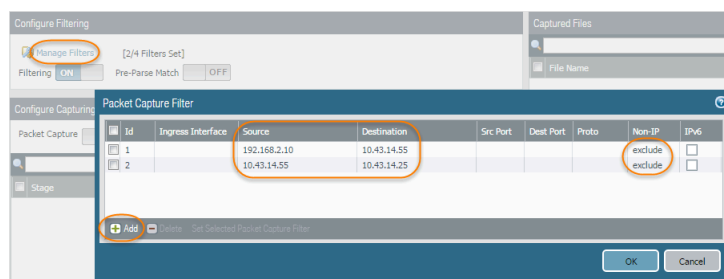 Configure Filtering
Captured Files
Manage Filters [2/4 Filters Set]
Filtering ON Pre-Parse Match OFF
File Name
Configure Capturing
Packet Capture Filter
Packet Capture
Id Ingress Interface Source Destination Src Port Dest Port Proto Non-IP IPv6
1 192.168.2.10 10.43.14.55 exclude
2 10.43.14.55 10.43.14.25 exclude
Stage
Add Delete Set Selected Packet Capture Filter
OK Cancel